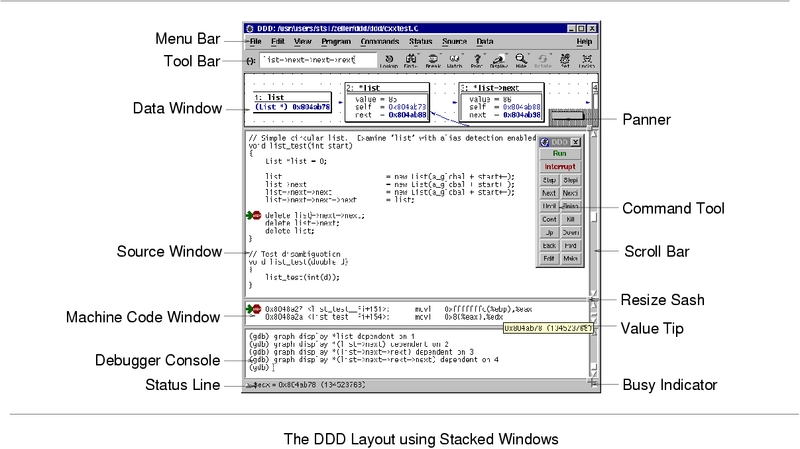 DDD: /usr/users/sts1/zeller/ddd/ddd/cxxtest.C
Menu Bar
File Edit View Program Commands Status Source Data Help
Tool Bar
(): list->next->next->next
Lookup Find» Break Watch Print Display Hide Rotate Set
1: list
(List *) 0x804ab78
2: *list
value = 85
self = 0x804ab78
next = 0x804ab88
3: *list->next
value = 86
self = 0x804ab88
next = 0x804ab98
Data Window
Panner
// Simple circular list. Examine 'list' with alias detection enabled
void list_test(int start)
{
List *list = 0;
list = new List(a_global + start++);
list->next = new List(a_global + start++);
list->next->next = new List(a_global + start++);
list->next->next->next = list;
delete list->next->next;
delete list->next;
delete list;
}
// Test disambiguation
void list_test(double d)
{
list_test(int(d));
}
DDD
Run
Interrupt
Step Stepi
Next Nexti
Until Finish
Cont Kill
Up Down
Back Fwd
Edit Make
Command Tool
Source Window
Scroll Bar
Resize Sash
Machine Code Window
0x8048a27 <list_test__Fi+151>: movl 0xfffffffc(%ebp),%eax
0x8048a2a <list_test__Fi+154>: movl 0x8(%eax),%edx
0x804ab78 (134523768)
Value Tip
Debugger Console
(gdb) graph display *list dependent on 1
(gdb) graph display *(list->next) dependent on 2
(gdb) graph display *(list->next->next) dependent on 3
(gdb) graph display *(list->next->next->next) dependent on 4
(gdb)
Status Line
$ecx = 0x804ab78 (134523768)
Busy Indicator
The DDD Layout using Stacked Windows